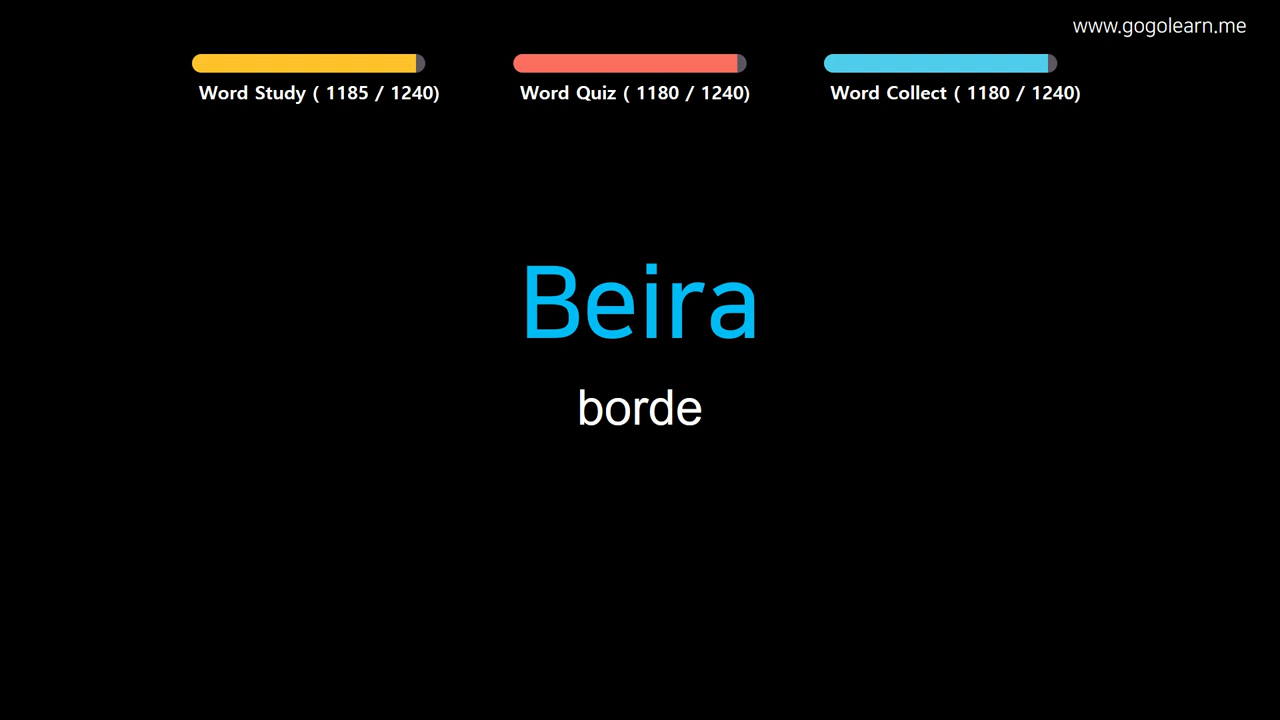 www.gogolearn.me
Word Study ( 1185 / 1240)
Word Quiz ( 1180 / 1240)
Word Collect ( 1180 / 1240)
Beira
borde